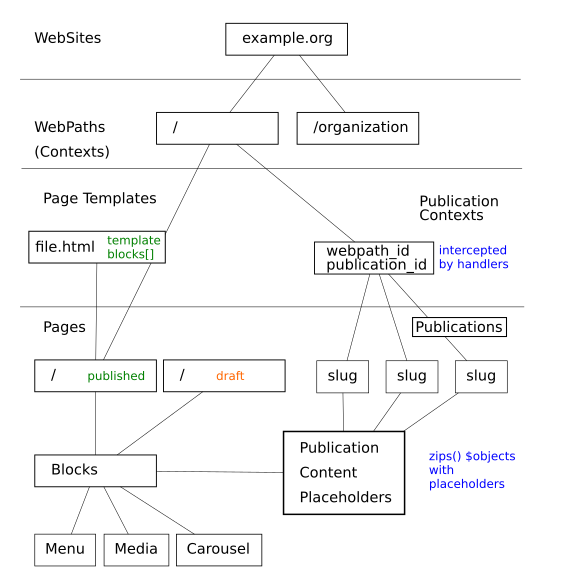 WebSites
example.org
WebPaths
(Contexts)
/
/organization
Page Templates
Publication
Contexts
file.html
template
blocks[]
webpath_id
publication_id
intercepted
by handlers
Pages
Publications
/ published
/ draft
slug
slug
slug
Blocks
Publication
Content
Placeholders
zips() $objects
with
placeholders
Menu
Media
Carousel